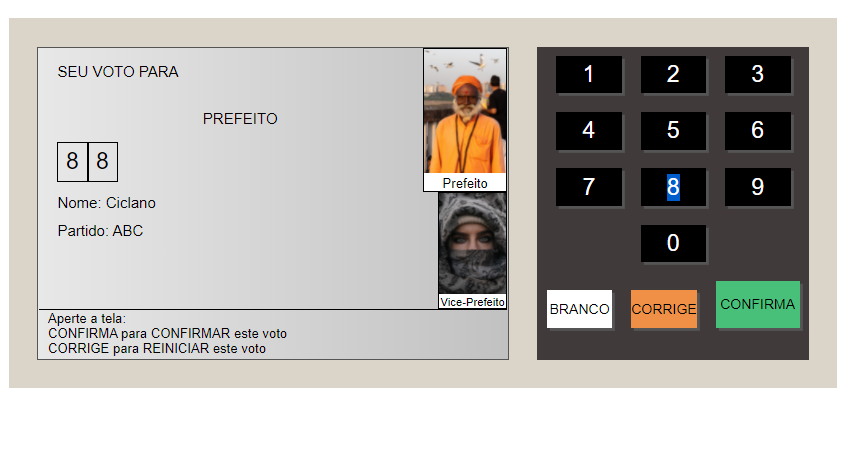 SEU VOTO PARA
PREFEITO
8 8
Nome: Ciclano
Partido: ABC
Prefeito
Vice-Prefeito
Aperte a tela:
CONFIRMA para CONFIRMAR este voto
CORRIGE para REINICIAR este voto
1 2 3
4 5 6
7 8 9
0
BRANCO CORRIGE CONFIRMA